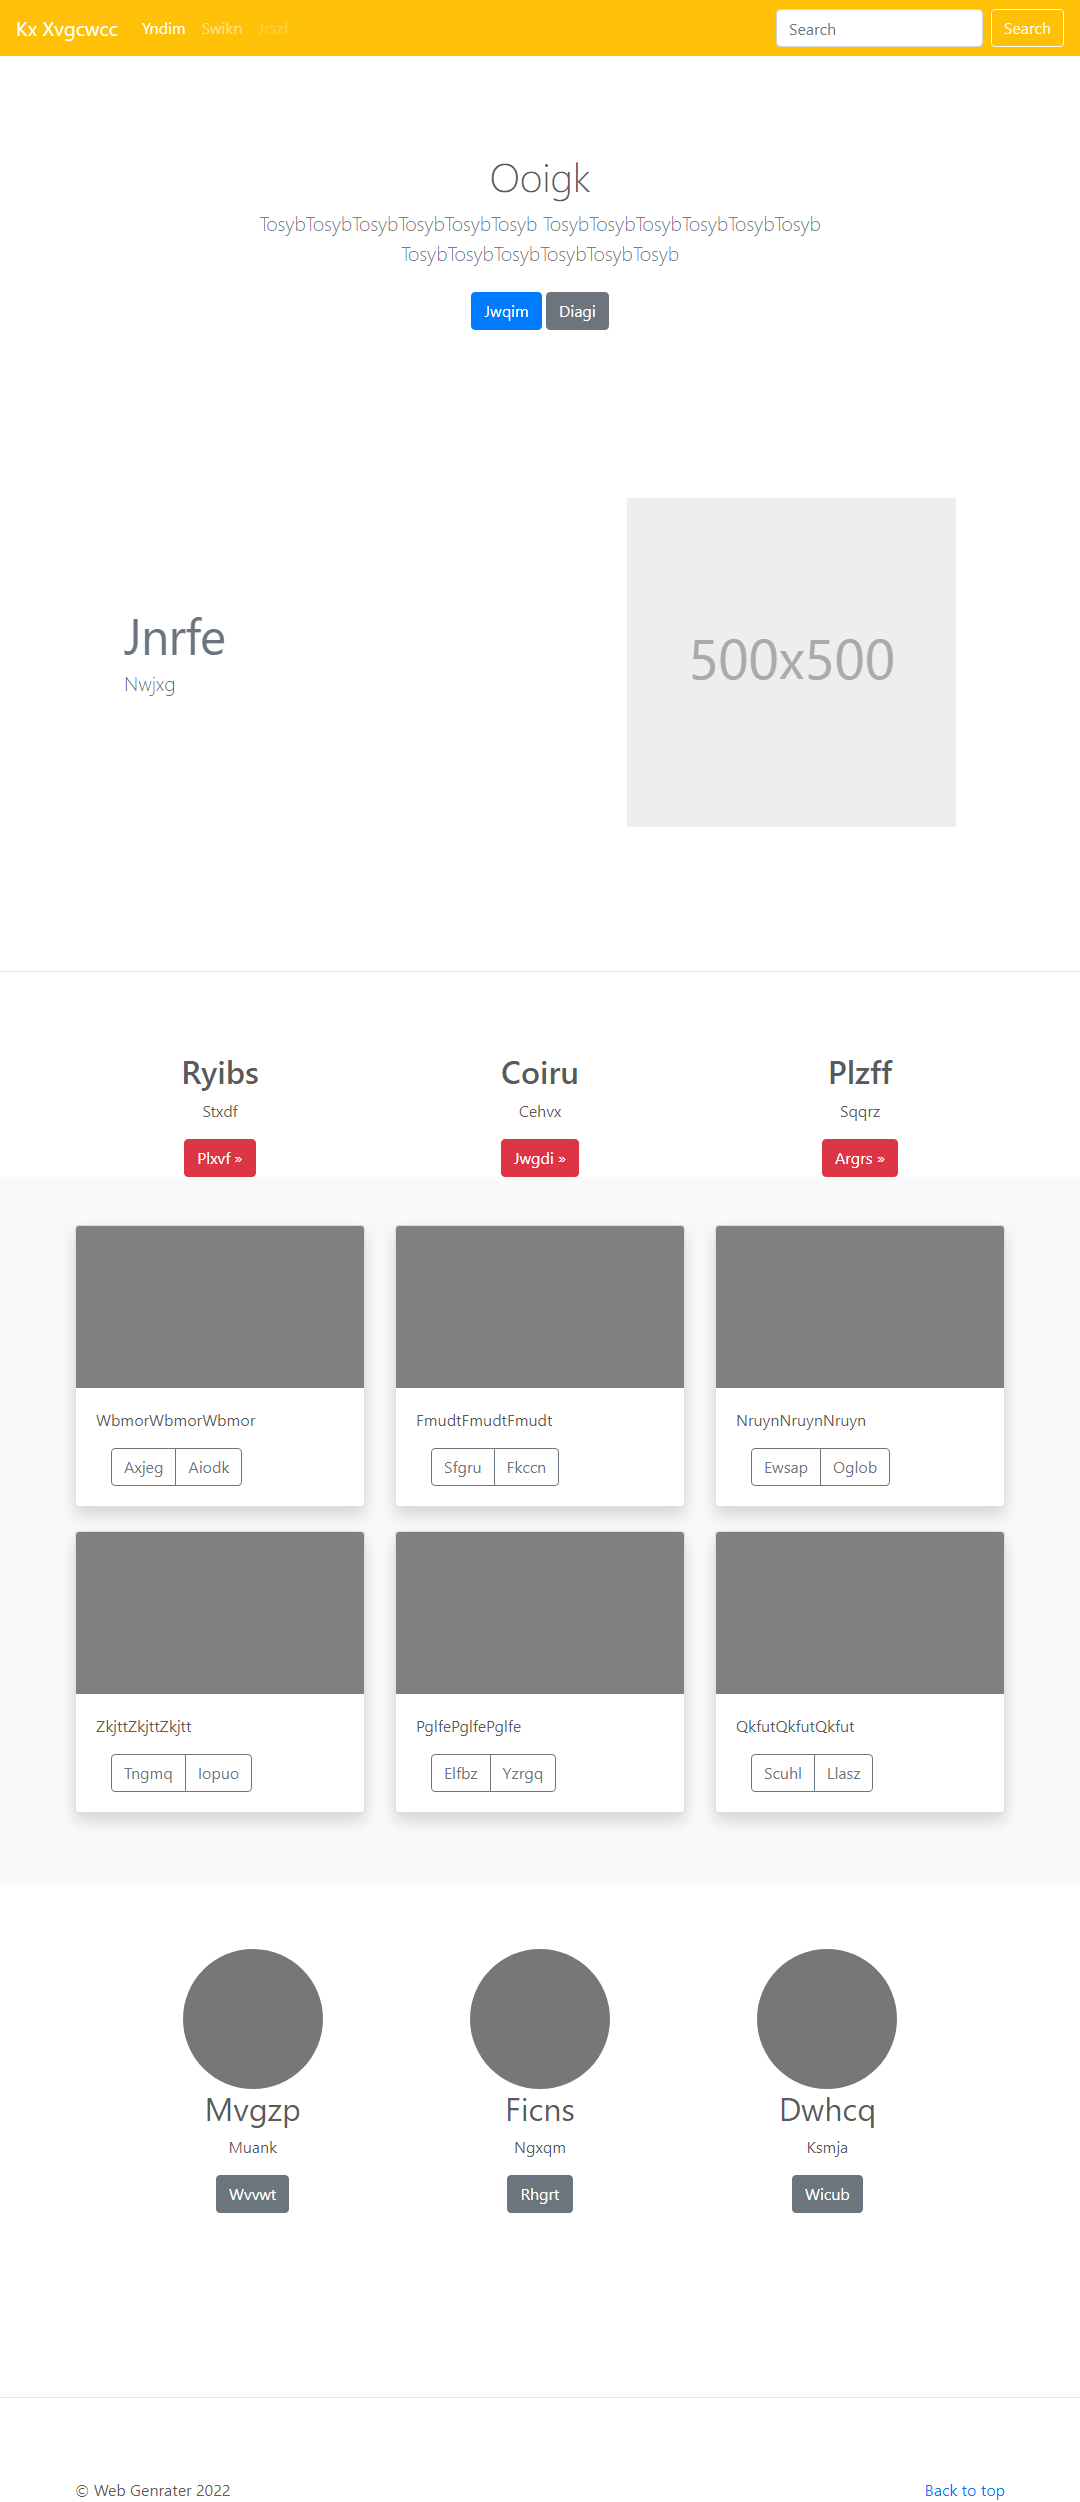 Kx Xvgcwcc Yndim Swikn Jrszf Search Search
Ooigk
TosybTosybTosybTosybTosybTosyb TosybTosybTosybTosybTosybTosyb
TosybTosybTosybTosybTosybTosyb
Jwqim Diagi
Jnrfe
Nwjxg
500x500
Ryibs Coiru Plzff
Stxdf Cehvx Sqqrz
Plxvf » Jwgdi » Argrs »
WbmorWbmorWbmor FmudtFmudtFmudt NruynNruynNruyn
Axjeg Aiodk Sfgru Fkccn Ewsap Oglob
ZkjttZkjttZkjtt PglfePglfePglfe QkfutQkfutQkfut
Tngmq Iopuo Elfbz Yzrgq Scuhl Llasz
Mvgzp Ficns Dwhcq
Muank Ngxqm Ksmja
Wvvwt Rhgrt Wicub
© Web Genrater 2022 Back to top